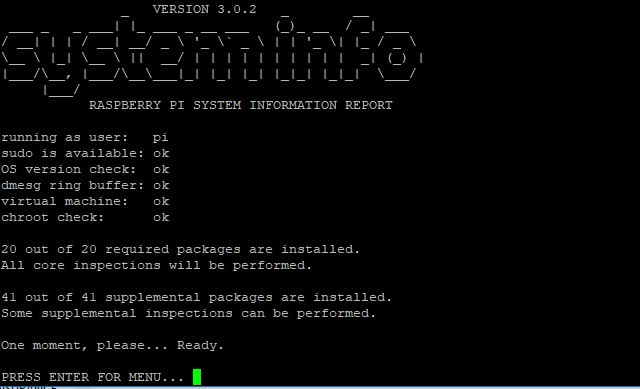 VERSION 3.0.2
system info
RASPBERRY PI SYSTEM INFORMATION REPORT
running as user: pi
sudo is available: ok
OS version check: ok
dmesg ring buffer: ok
virtual machine: ok
chroot check: ok
20 out of 20 required packages are installed.
All core inspections will be performed.
41 out of 41 supplemental packages are installed.
Some supplemental inspections can be performed.
One moment, please... Ready.
PRESS ENTER FOR MENU...